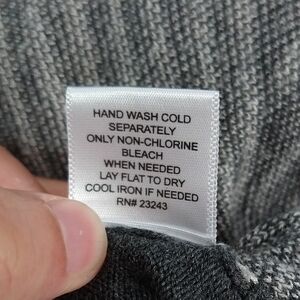 HAND WASH COLD
SEPARATELY
ONLY NON-CHLORINE
BLEACH
WHEN NEEDED
LAY FLAT TO DRY
COOL IRON IF NEEDED
RN# 23243